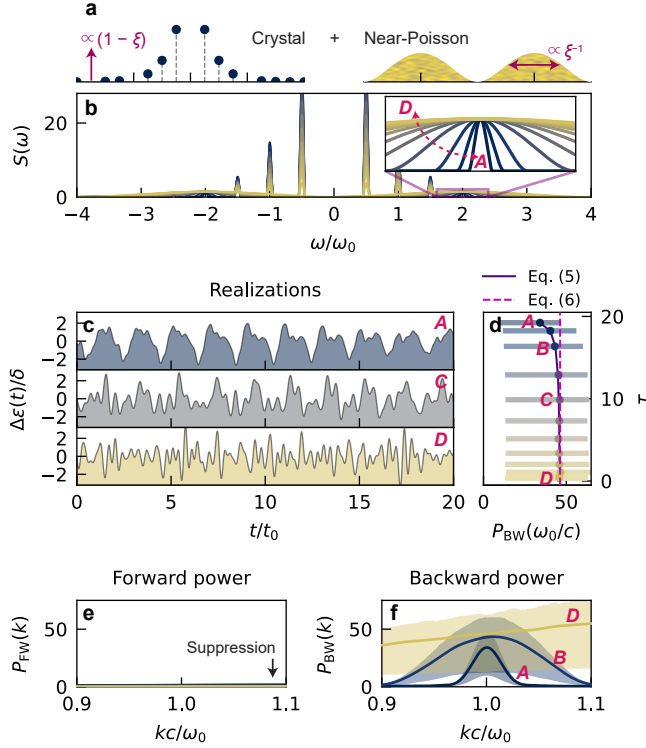 a
∝(1 − ξ)
Crystal + Near-Poisson
∝ξ⁻¹
b
S(ω)
20
0
D
A
−4 −3 −2 −1 0 1 2 3 4
ω/ω₀
Realizations
Eq. (5)
Eq. (6)
c
A
2
0
−2
C
2
0
−2
D
2
0
−2
Δε(t)/δ
0 5 10 15 20
t/t₀
d
A
B
C
D
20
10
0
τ
0 50
P_BW(ω₀/c)
Forward power
Backward power
e
Suppression
P_FW(k)
50
0
0.9 1.0 1.1
kc/ω₀
f
D
B
A
P_BW(k)
50
0
0.9 1.0 1.1
kc/ω₀